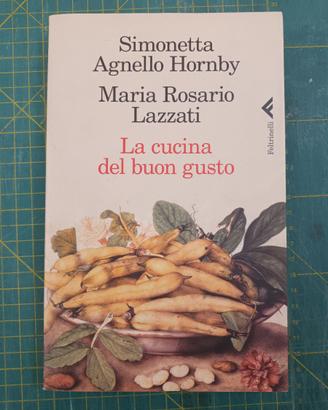 Simonetta
Agnello Hornby
Maria Rosario
Lazzati
Feltrinelli
La cucina
del buon gusto